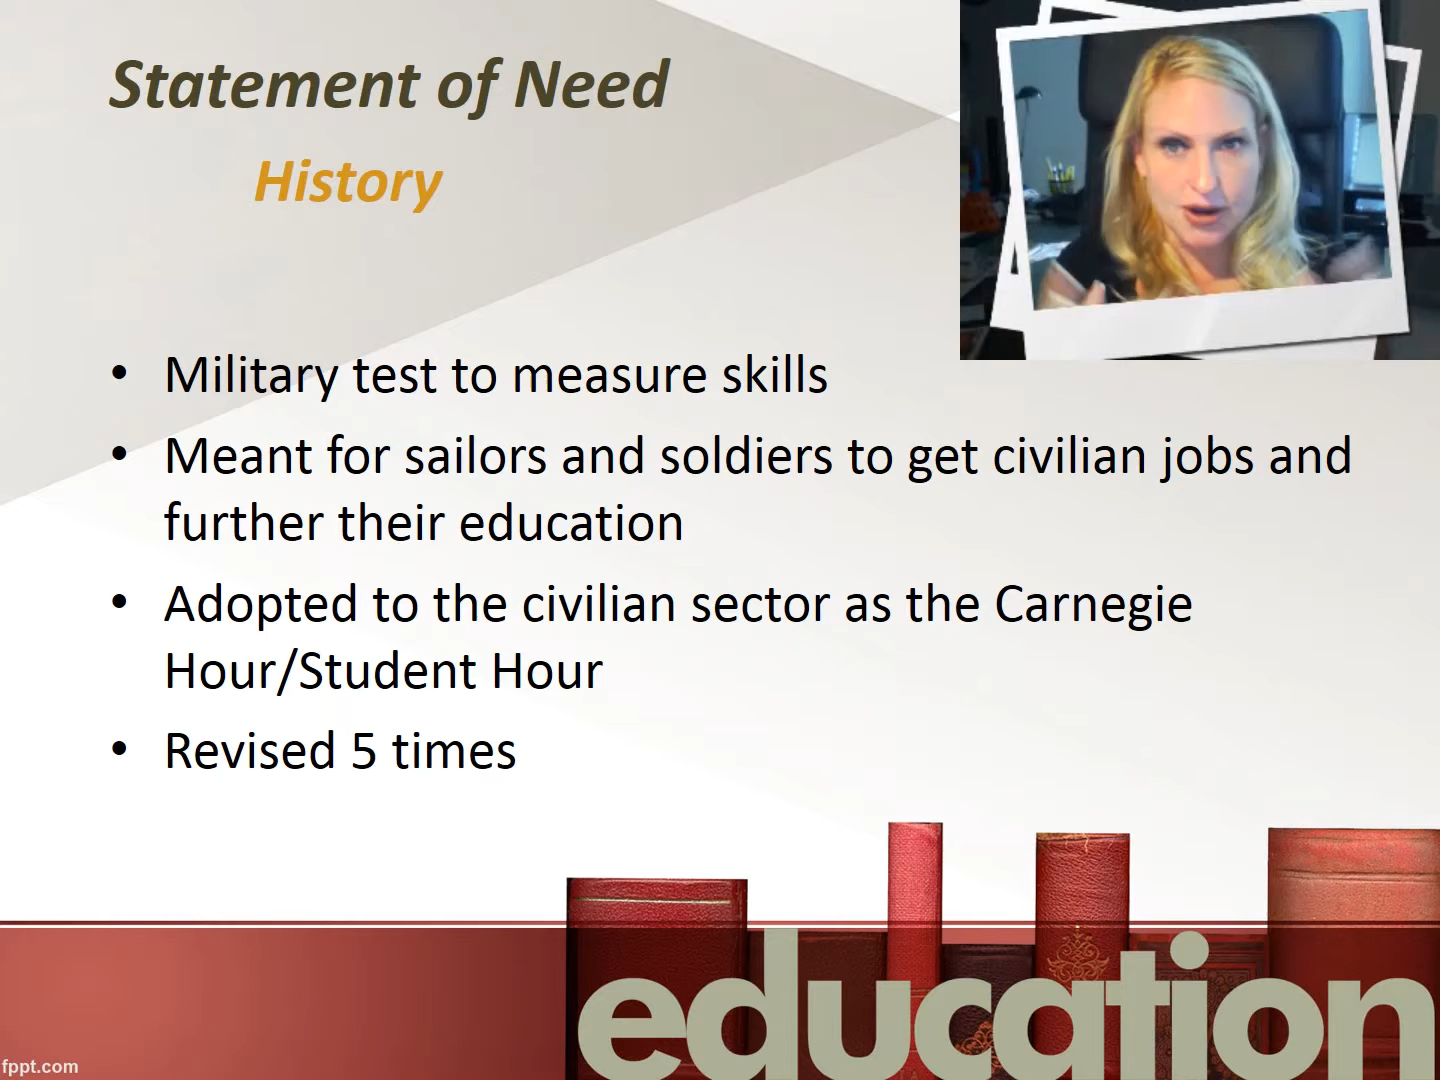 Statement of Need
History
• Military test to measure skills
• Meant for sailors and soldiers to get civilian jobs and
further their education
• Adopted to the civilian sector as the Carnegie
Hour/Student Hour
• Revised 5 times
education
fppt.com